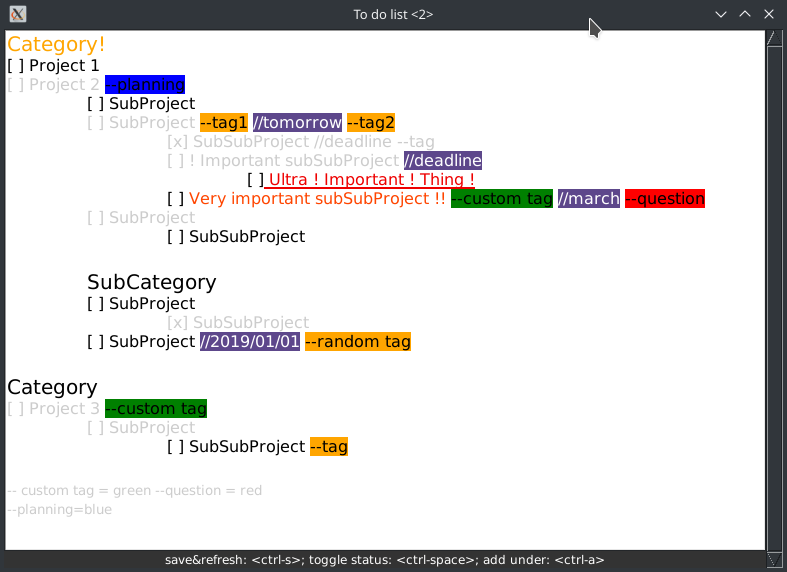 To do list <2>
Category!
[ ] Project 1
[ ] Project 2 --planning
[ ] SubProject
[ ] SubProject --tag1 //tomorrow --tag2
[x] SubSubProject //deadline --tag
[ ] ! Important subSubProject //deadline
[ ] Ultra ! Important ! Thing !
[ ] Very important subSubProject !! --custom tag //march --question
[ ] SubProject
[ ] SubSubProject
SubCategory
[ ] SubProject
[x] SubSubProject
[ ] SubProject //2019/01/01 --random tag
Category
[ ] Project 3 --custom tag
[ ] SubProject
[ ] SubSubProject --tag
-- custom tag = green --question = red
--planning=blue
save&refresh: <ctrl-s>; toggle status: <ctrl-space>; add under: <ctrl-a>